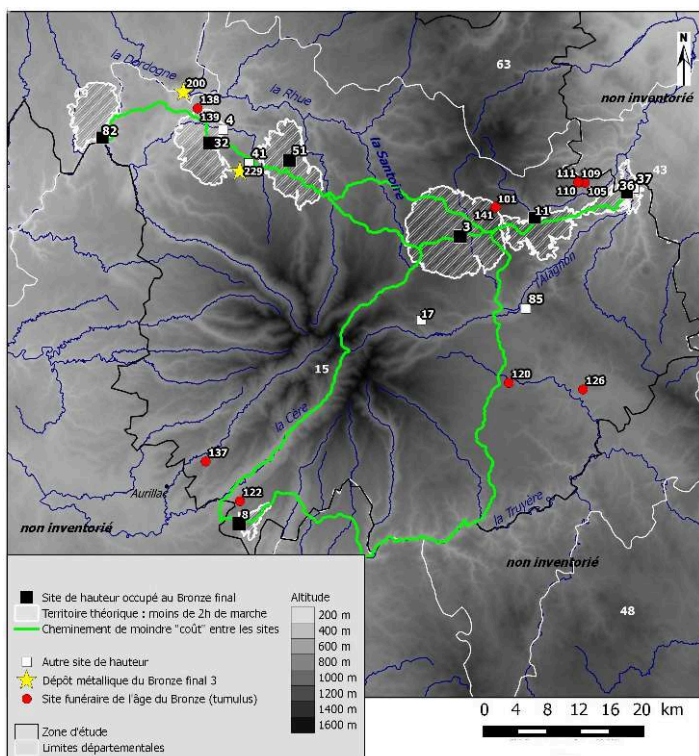 N
63
non inventorié
la Dordogne
200
138
139
4
la Rhue
82
32
41
229
51
la Santoire
111
109
110
105
43
37
36
101
141
11
3
l'Alagnon
85
17
15
120
126
la Cère
137
Aurillac
122
8
la Truyère
non inventorié
non inventorié
48
Site de hauteur occupé au Bronze final
Territoire théorique : moins de 2h de marche
Cheminement de moindre "coût" entre les sites
Autre site de hauteur
Dépôt métallique du Bronze final 3
Site funéraire de l'âge du Bronze (tumulus)
Zone d'étude
Limites départementales
Altitude
200 m
400 m
600 m
800 m
1000 m
1200 m
1400 m
1600 m
0 4 8 12 16 20 km